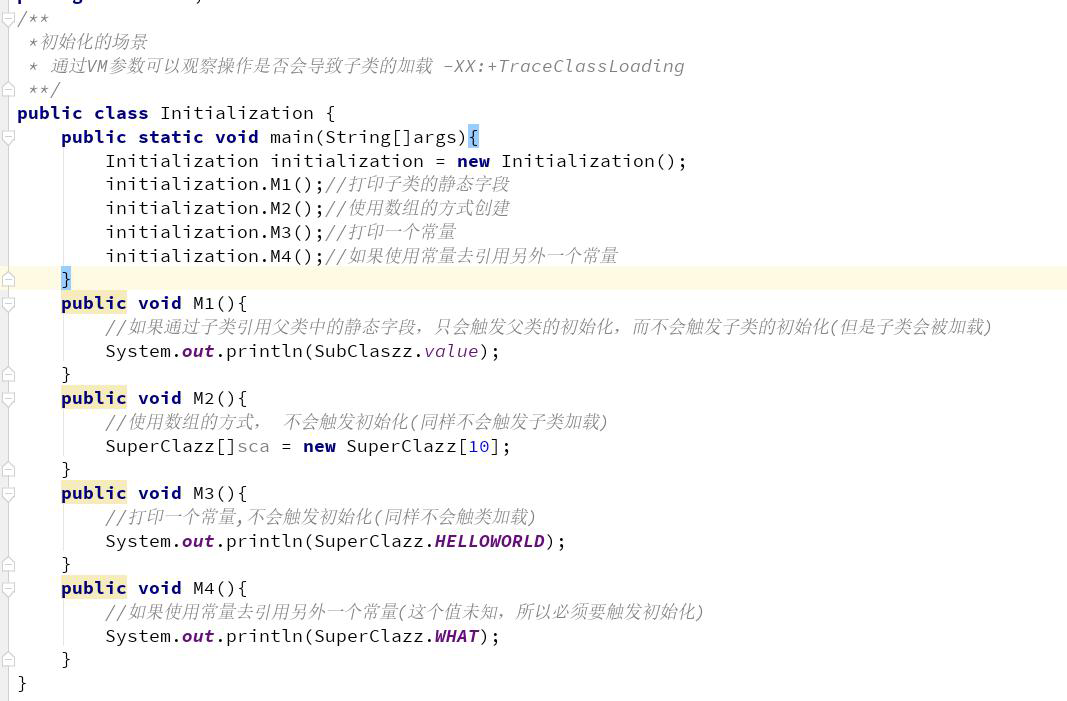 /**
*初始化的场景
* 通过VM参数可以观察操作是否会导致子类的加载 -XX:+TraceClassLoading
**/
public class Initialization {
public static void main(String[]args){
Initialization initialization = new Initialization();
initialization.M1();//打印子类的静态字段
initialization.M2();//使用数组的方式创建
initialization.M3();//打印一个常量
initialization.M4();//如果使用常量去引用另外一个常量
}
public void M1(){
//如果通过子类引用父类中的静态字段，只会触发父类的初始化，而不会触发子类的初始化(但是子类会被加载)
System.out.println(SubClaszz.value);
}
public void M2(){
//使用数组的方式， 不会触发初始化(同样不会触发子类加载)
SuperClazz[]sca = new SuperClazz[10];
}
public void M3(){
//打印一个常量,不会触发初始化(同样不会触类加载)
System.out.println(SuperClazz.HELLOWORLD);
}
public void M4(){
//如果使用常量去引用另外一个常量(这个值未知，所以必须要触发初始化)
System.out.println(SuperClazz.WHAT);
}
}